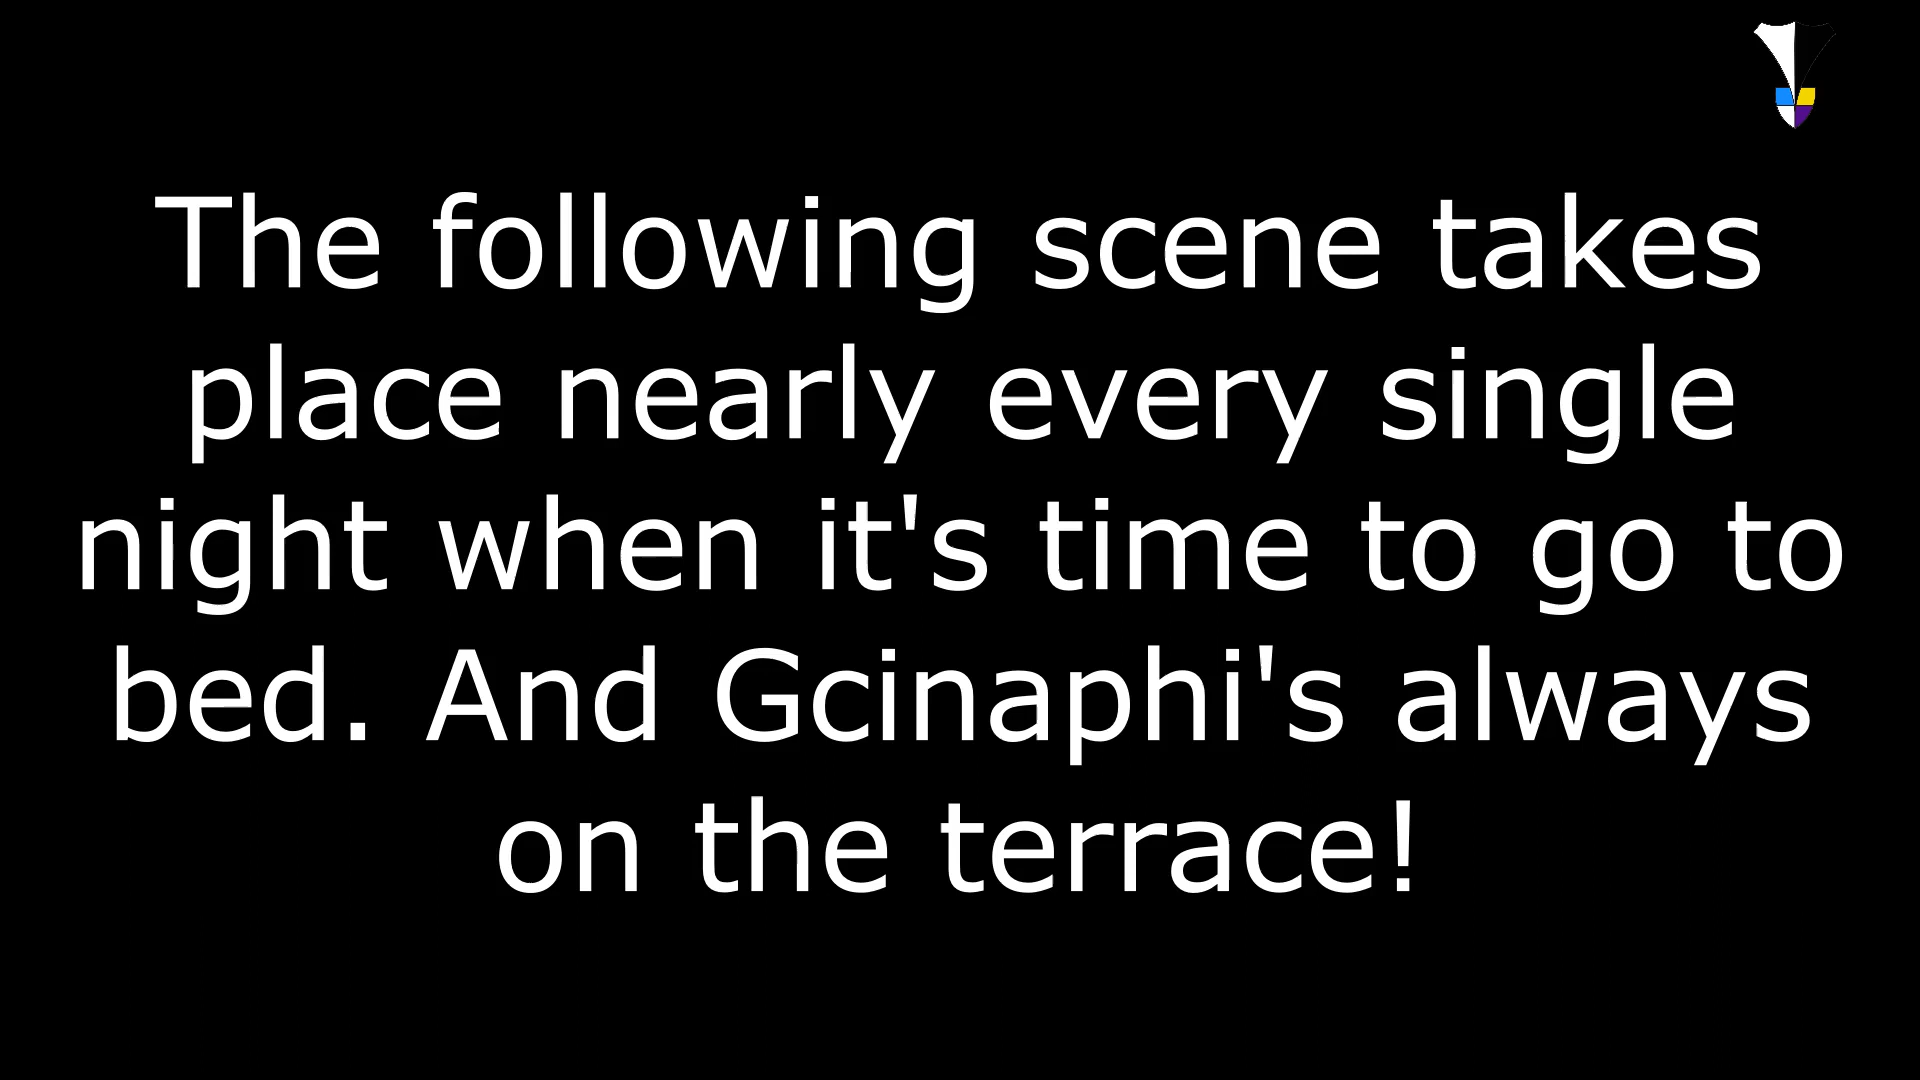 The following scene takes
place nearly every single
night when it's time to go to
bed. And Gcinaphi's always
on the terrace!